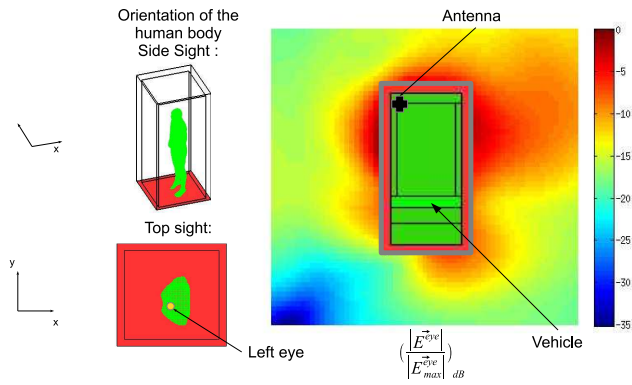 Orientation of the
human body
Side Sight :
Antenna
x
Top sight:
y
x
Left eye
Vehicle
0
5
10
15
20
25
30
35
(|E⃗^eye| / |E⃗^eye_max|)_dB